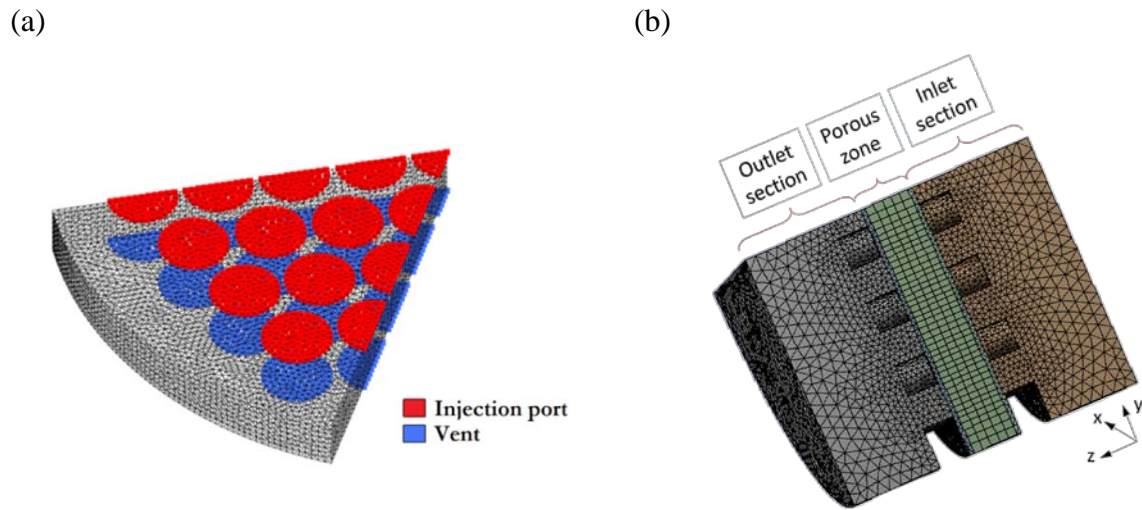 (a)
(b)
Injection port
Vent
Outlet
section
Porous
zone
Inlet
section
x
y
z